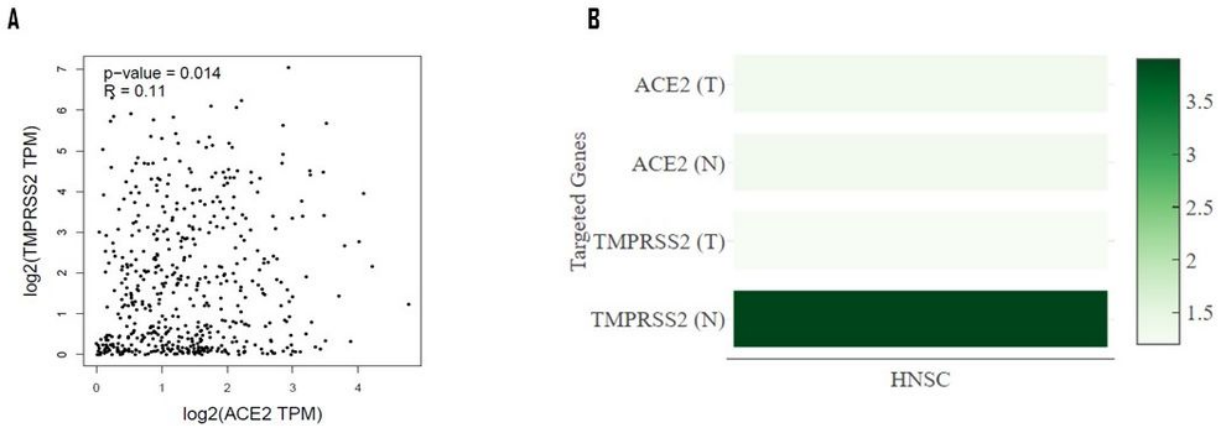 A
p-value = 0.014
R = 0.11
log2(TMPRSS2 TPM)
7
6
5
4
3
2
1
0
0 1 2 3 4
log2(ACE2 TPM)
B
Targeted Genes
ACE2 (T)
ACE2 (N)
TMPRSS2 (T)
TMPRSS2 (N)
HNSC
3.5
3
2.5
2
1.5